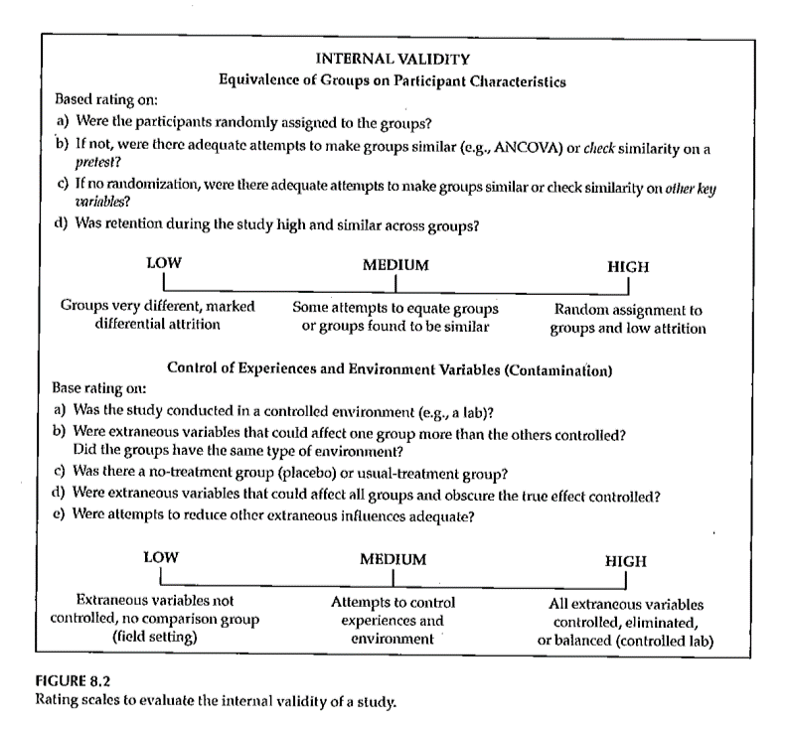 INTERNAL VALIDITY
Equivalence of Groups on Participant Characteristics
Based rating on:
a) Were the participants randomly assigned to the groups?
b) If not, were there adequate attempts to make groups similar (e.g., ANCOVA) or check similarity on a
pretest?
c) If no randomization, were there adequate attempts to make groups similar or check similarity on other key
variables?
d) Was retention during the study high and similar across groups?
LOW MEDIUM HIGH
Groups very different, marked Some attempts to equate groups Random assignment to
differential attrition or groups found to be similar groups and low attrition
Control of Experiences and Environment Variables (Contamination)
Base rating on:
a) Was the study conducted in a controlled environment (e.g., a lab)?
b) Were extraneous variables that could affect one group more than the others controlled?
Did the groups have the same type of environment?
c) Was there a no-treatment group (placebo) or usual-treatment group?
d) Were extraneous variables that could affect all groups and obscure the true effect controlled?
e) Were attempts to reduce other extraneous influences adequate?
LOW MEDIUM HIGH
Extraneous variables not Attempts to control All extraneous variables
controlled, no comparison group experiences and controlled, eliminated,
(field setting) environment or balanced (controlled lab)
FIGURE 8.2
Rating scales to evaluate the internal validity of a study.